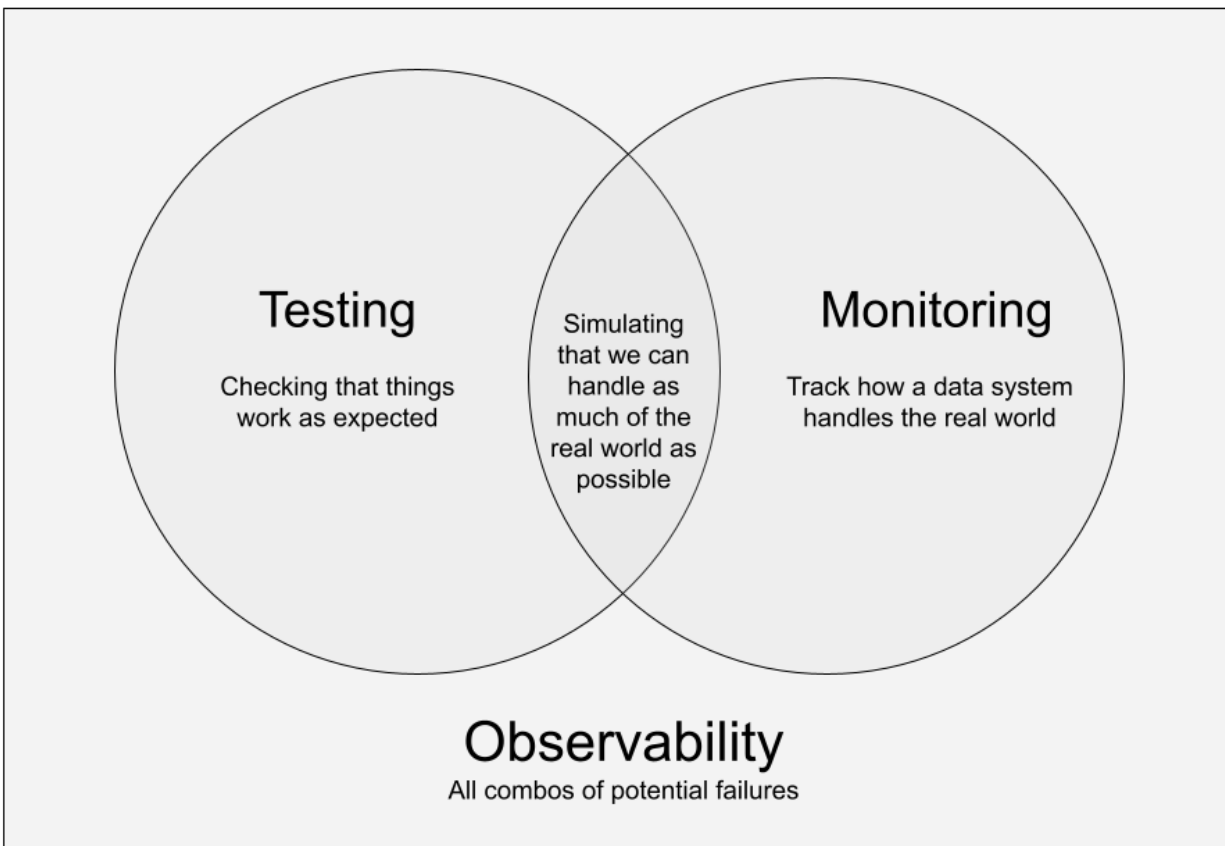 Testing
Checking that things
work as expected
Simulating
that we can
handle as
much of the
real world as
possible
Monitoring
Track how a data system
handles the real world
Observability
All combos of potential failures